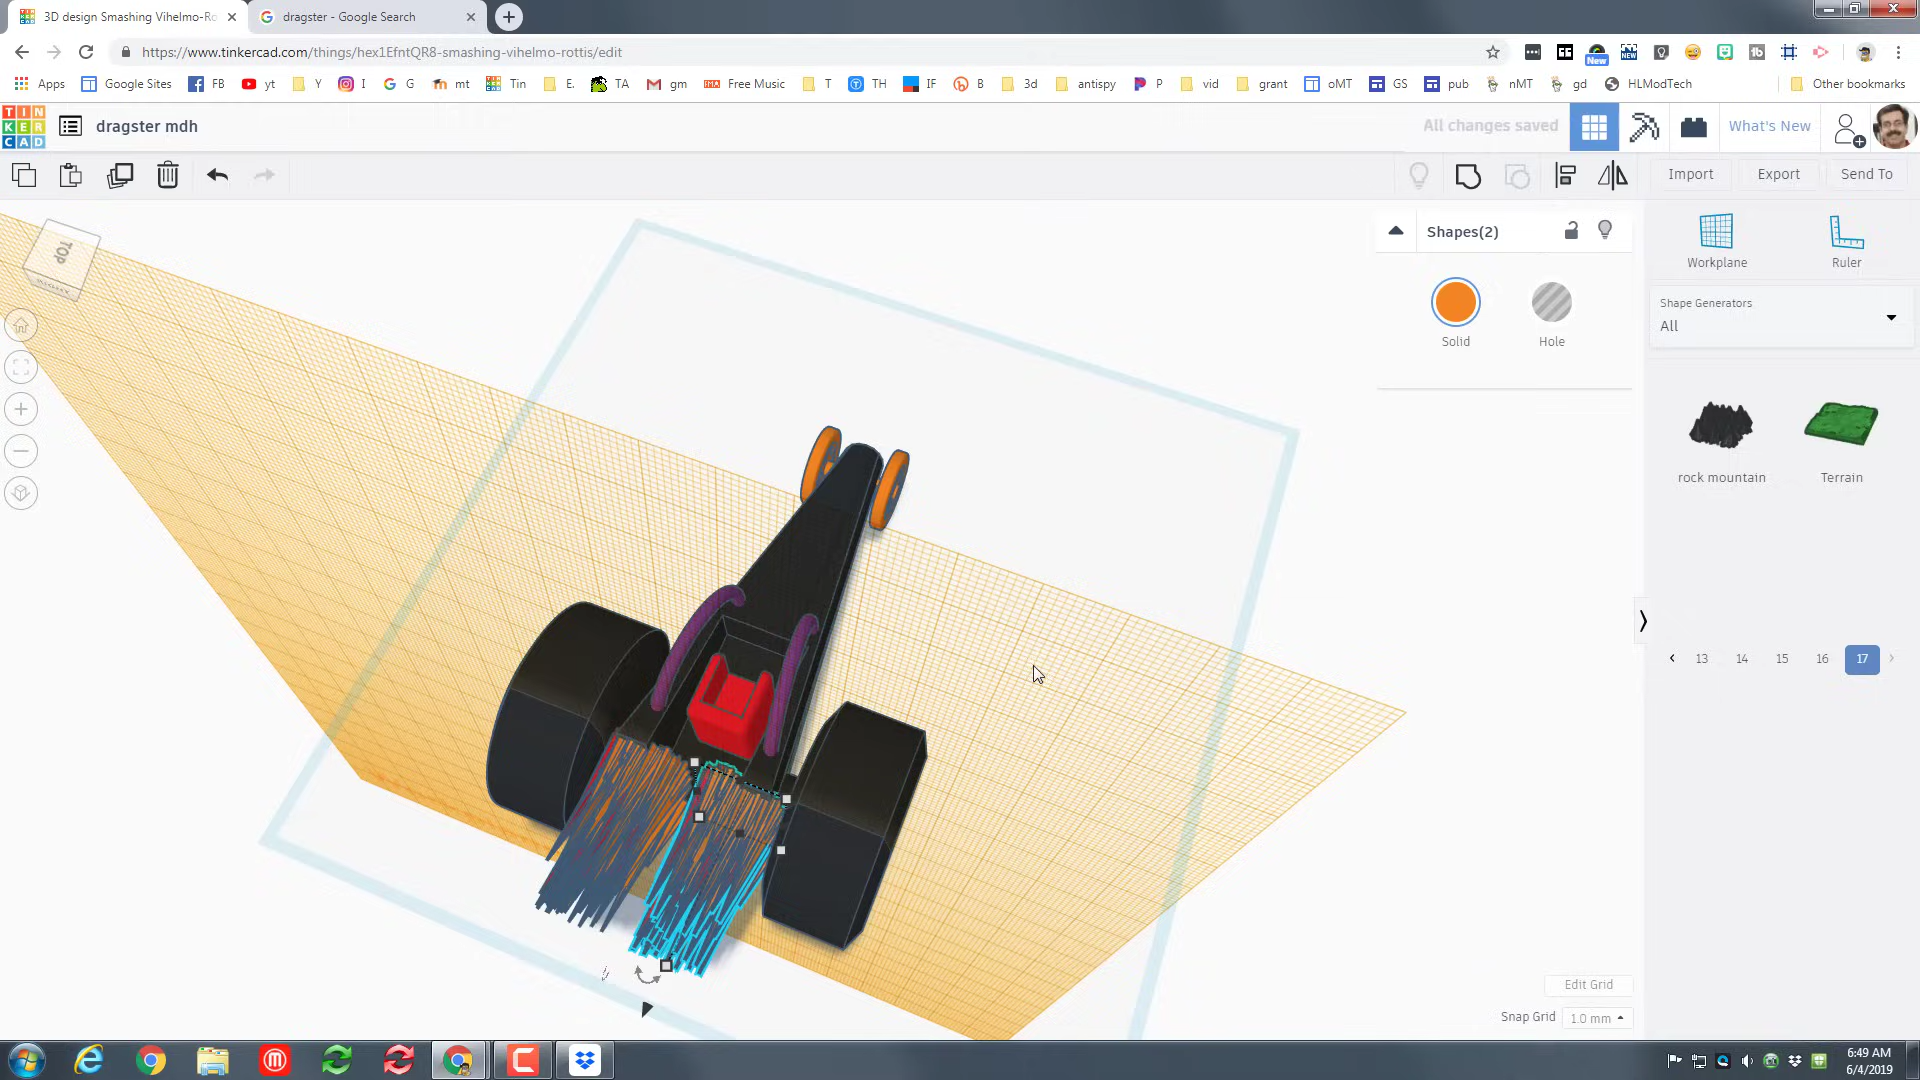 3D design Smashing Vihelmo-Ro
dragster - Google Search
https://www.tinkercad.com/things/hex1EfntQR8-smashing-vihelmo-rottis/edit
New
NEW
Apps
Google Sites
FB
yt
Y
I
G
mt
Tin
E.
TA
gm
Free Music
T
TH
IF
B
3d
antispy
P
vid
grant
oMT
GS
pub
nMT
gd
HLModTech
Other bookmarks
TIN
KER
CAD
dragster mdh
All changes saved
What's New
Import
Export
Send To
TOP
Shapes(2)
Solid
Hole
Workplane
Ruler
Shape Generators
All
rock mountain
Terrain
13
14
15
16
17
Edit Grid
Snap Grid
1.0 mm
6:49 AM
6/4/2019